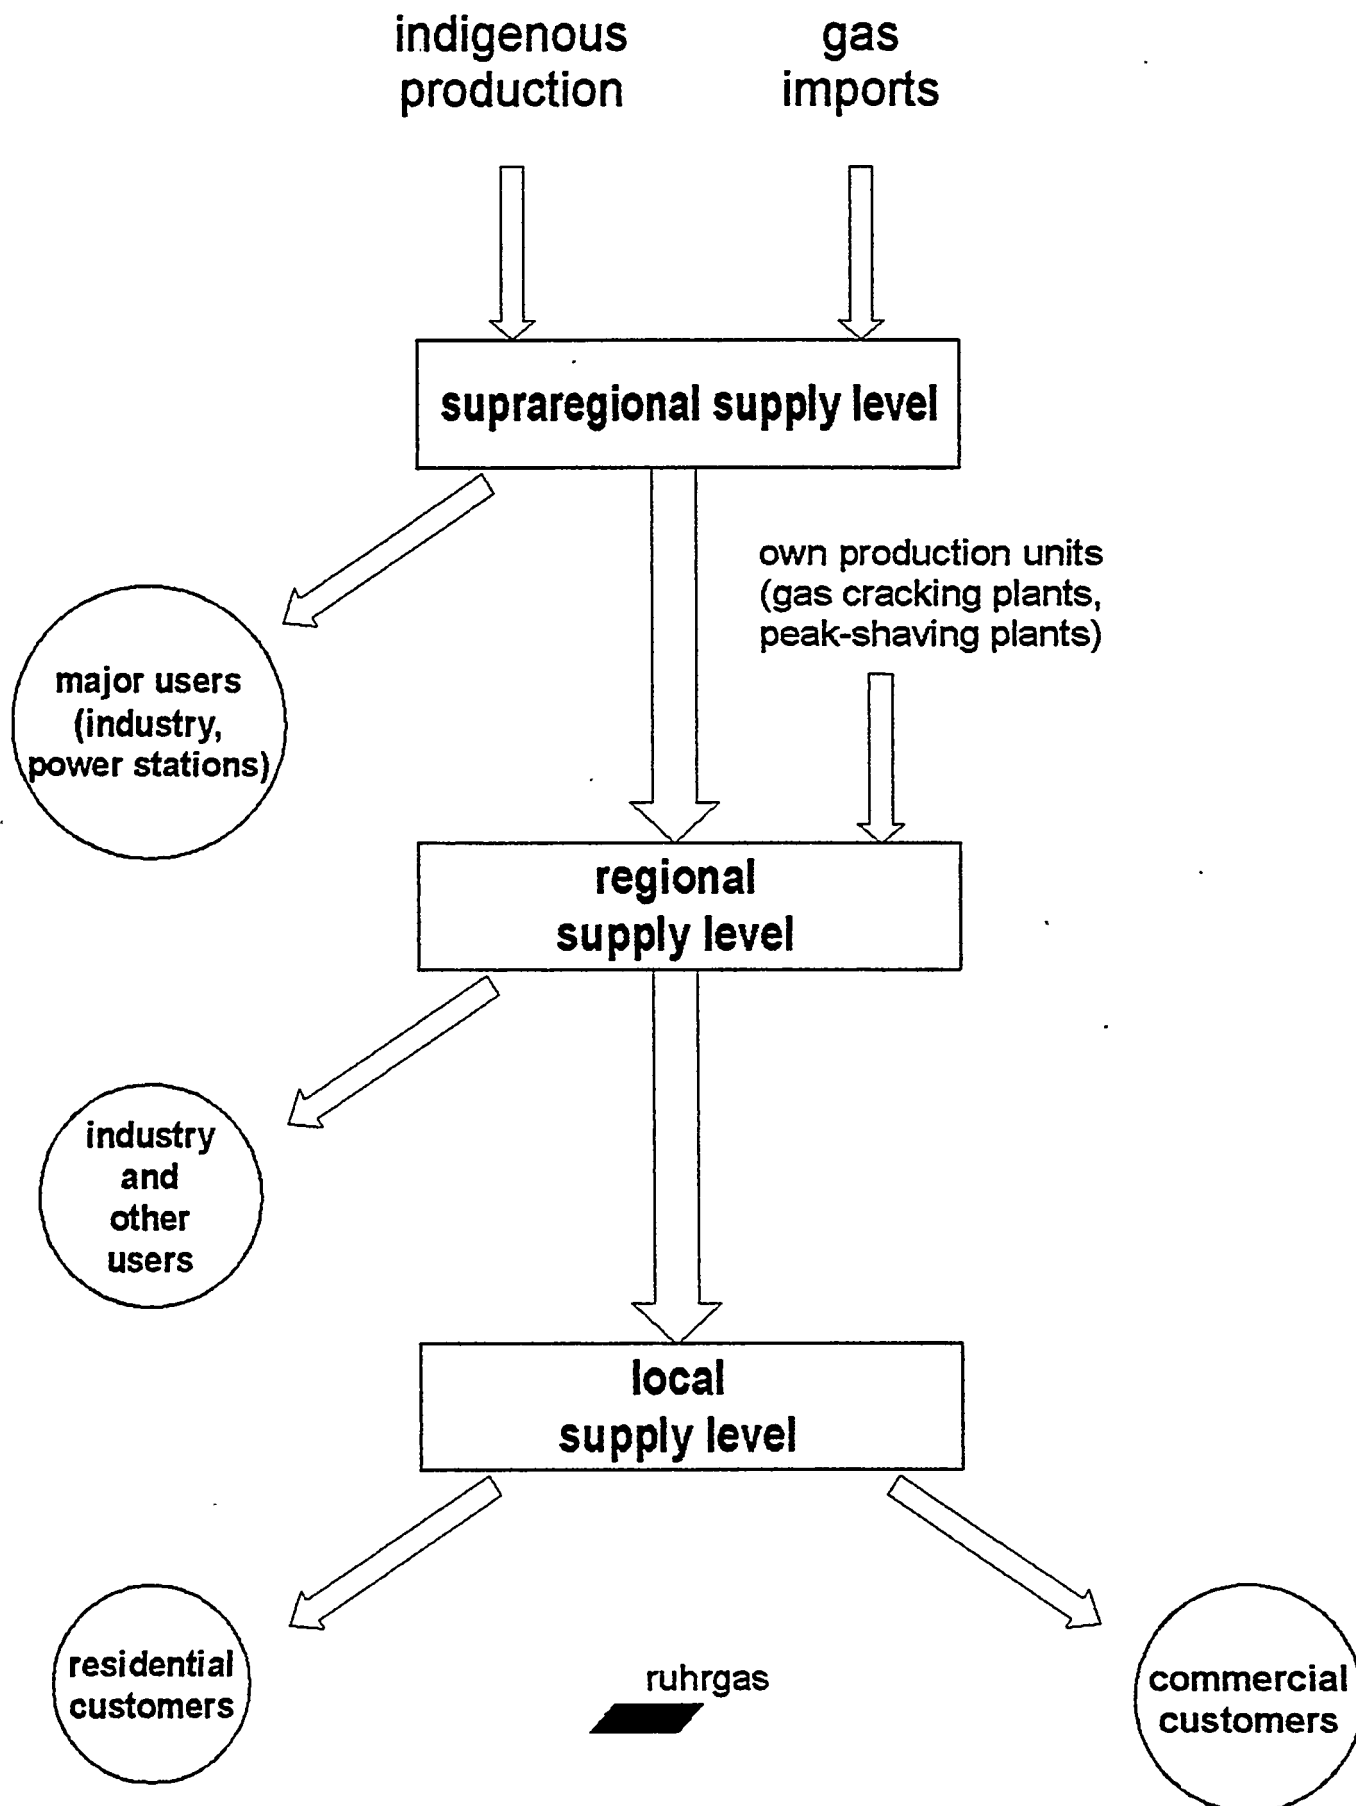 indigenous
production
gas
imports
supraregional supply level
own production units
(gas cracking plants,
peak-shaving plants)
major users
(industry,
power stations)
regional
supply level
industry
and
other
users
local
supply level
residential
customers
ruhrgas
commercial
customers